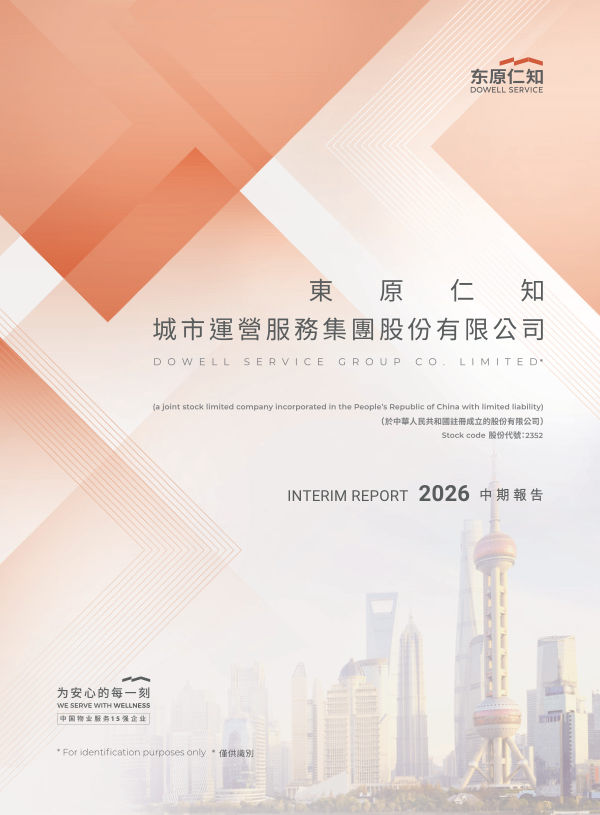 东原仁知
DOWELL SERVICE
東原仁知
城市運營服務集團股份有限公司
DOWELL SERVICE GROUP CO. LIMITED*
(a joint stock limited company incorporated in the People's Republic of China with limited liability)
(於中華人民共和國註冊成立的股份有限公司)
Stock code 股份代號:2352
INTERIM REPORT 2026 中期報告
为安心的每一刻
WE SERVE WITH WELLNESS
中国物业服务15强企业
* For identification purposes only * 僅供識別